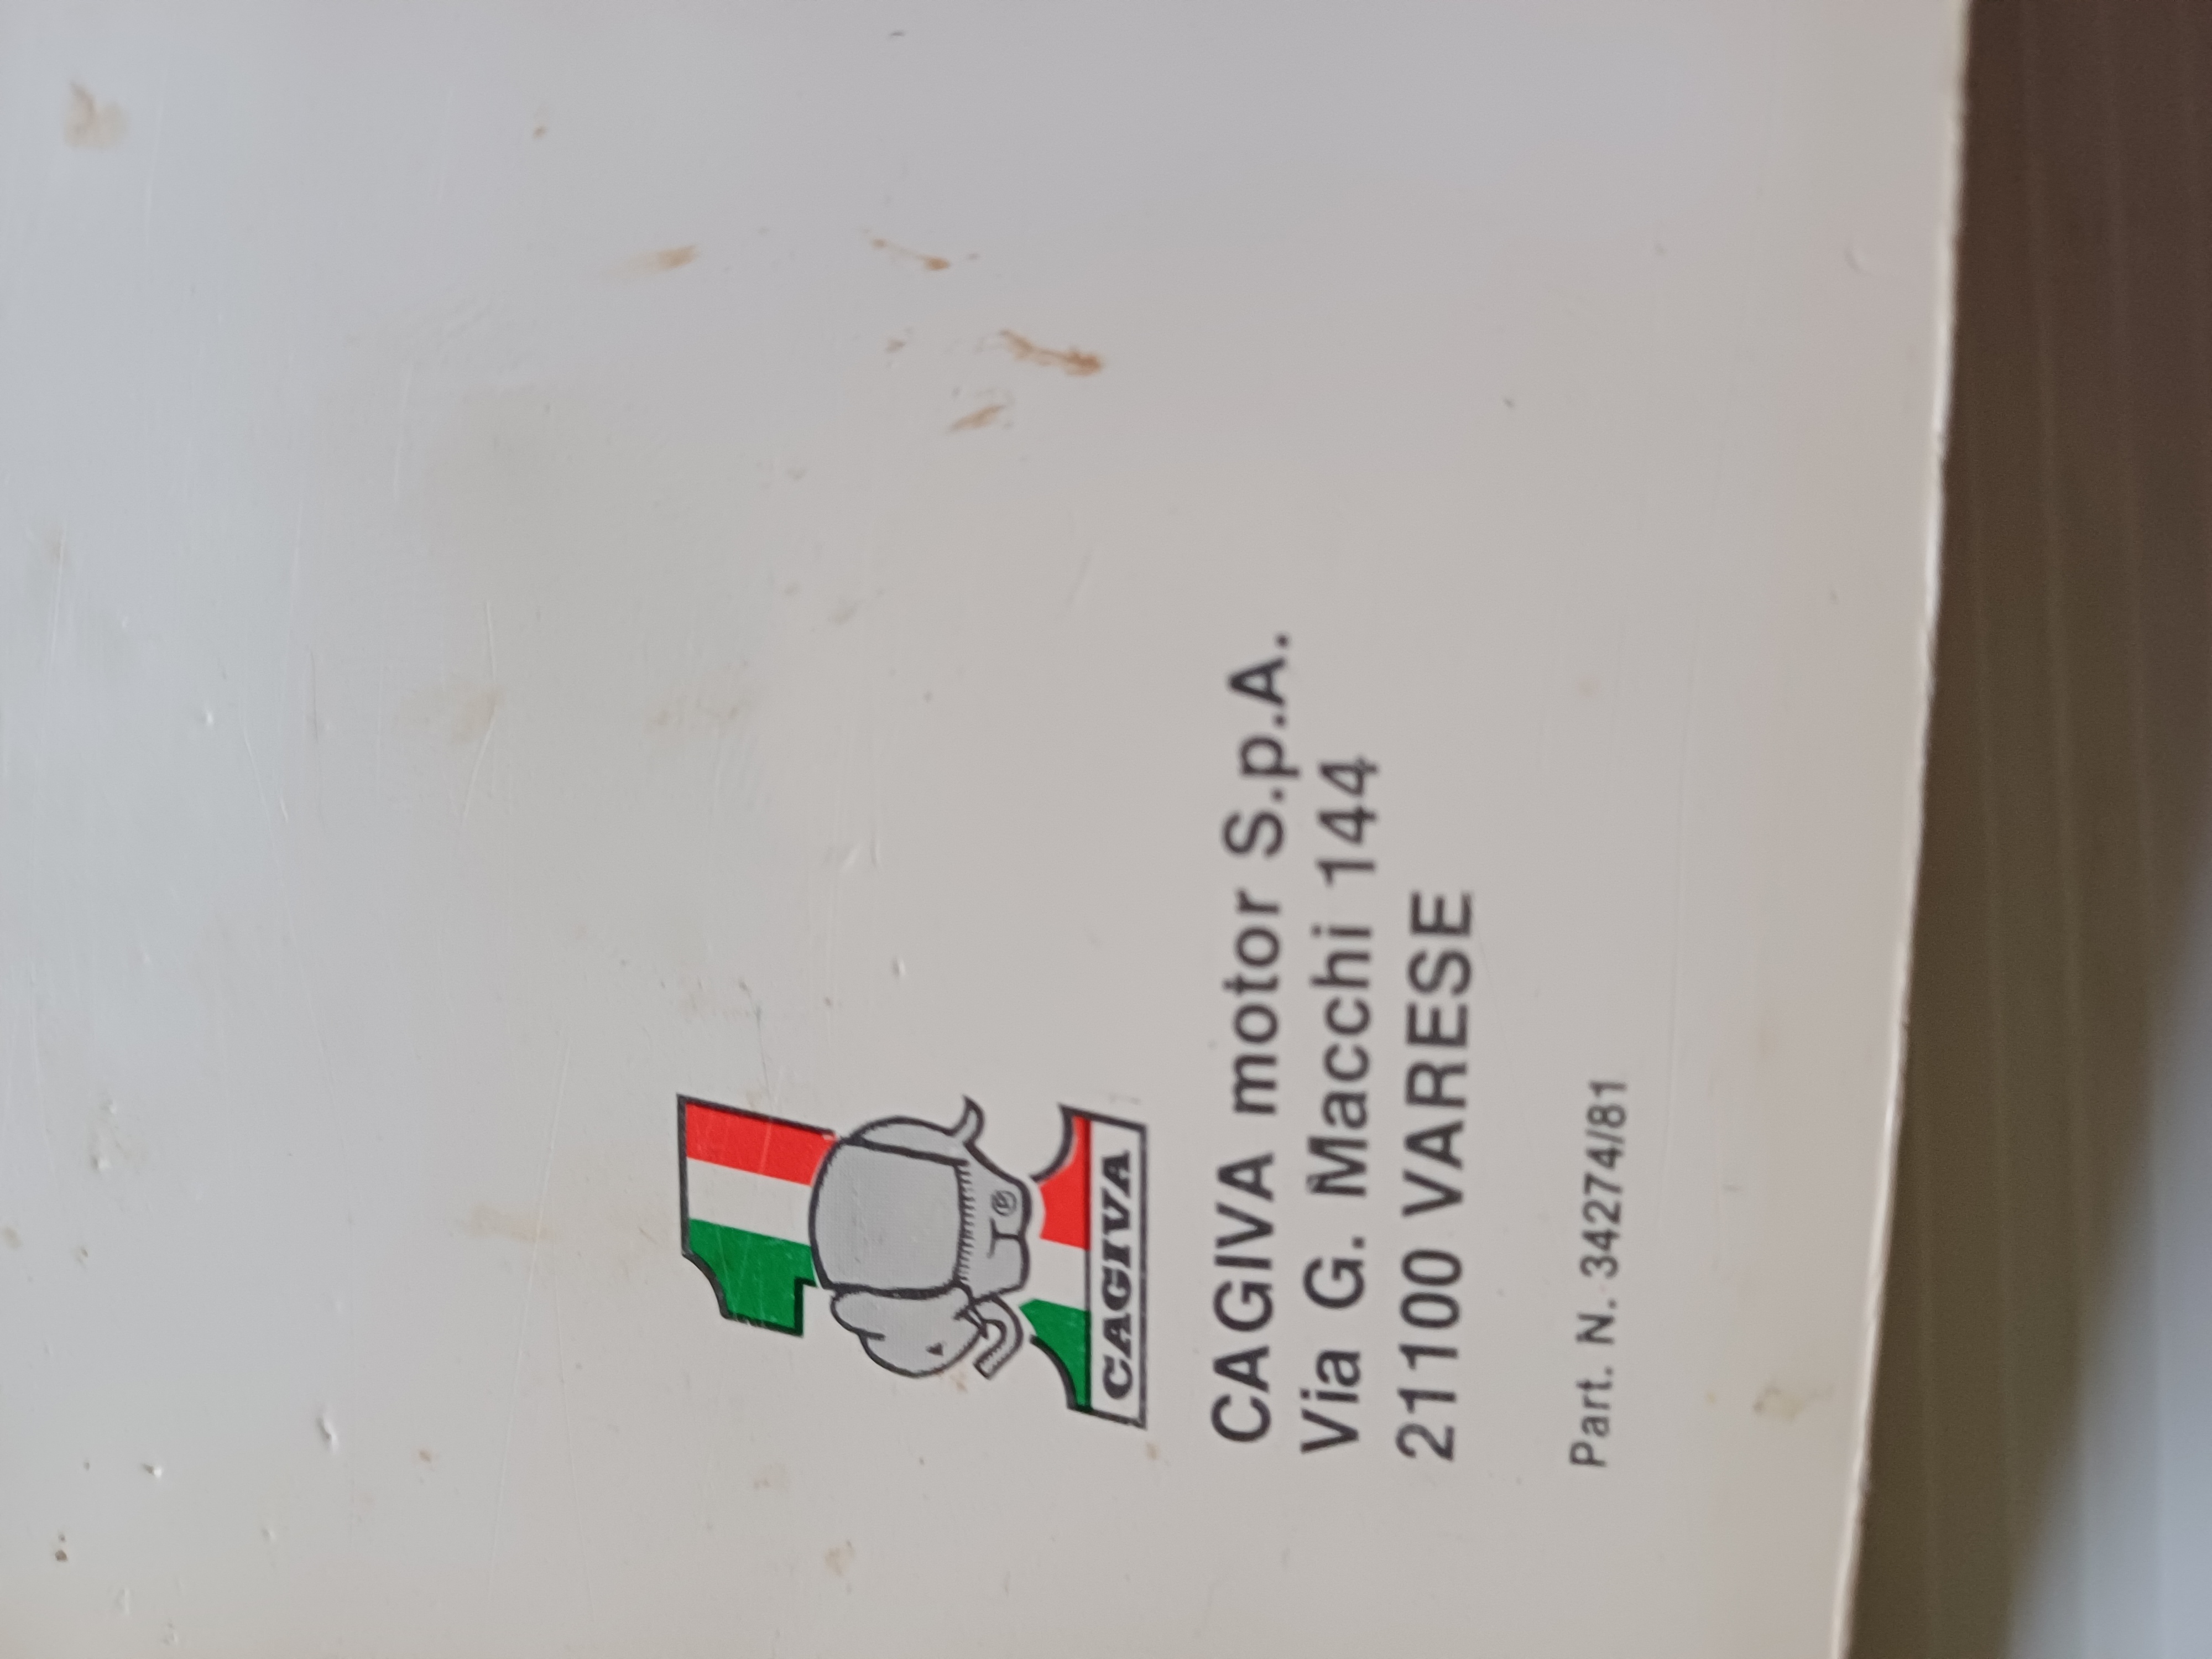 CAGIVA
CAGIVA motor S.p.A.
Via G. Macchi 144
21100 VARESE
Part. N. 34274/81